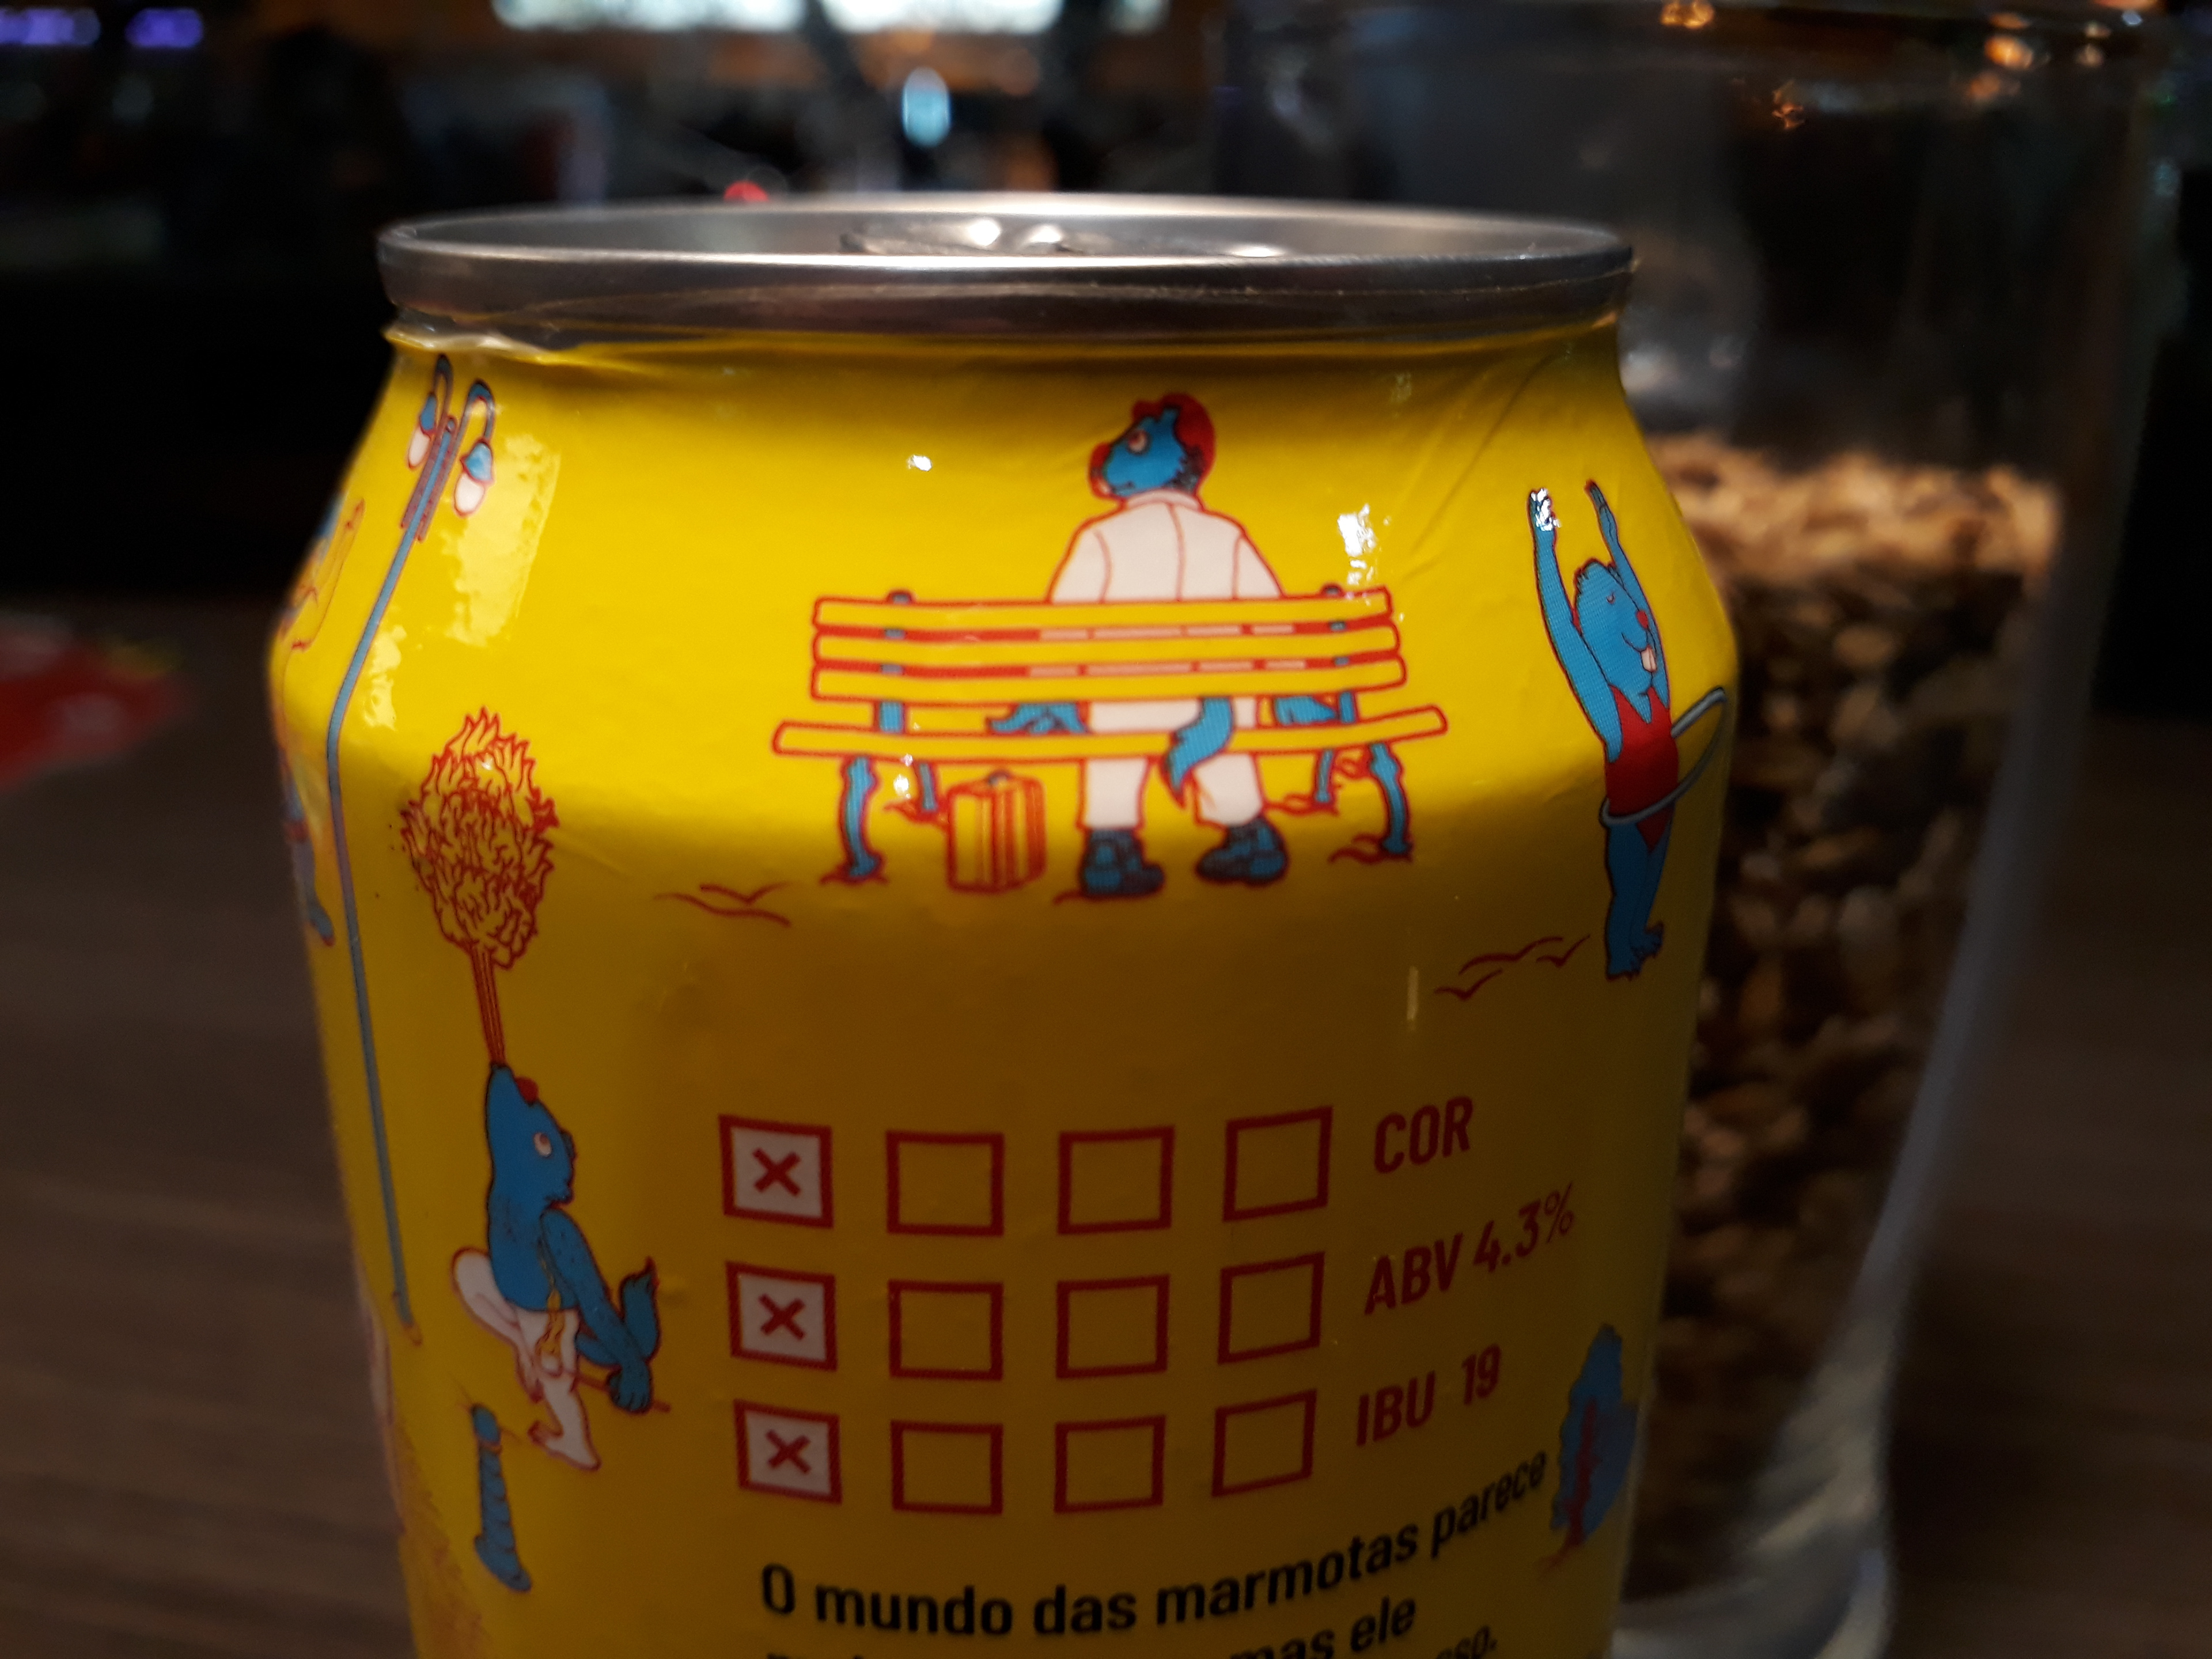 COR
ABV 4.3%
IBU 19
O mundo das marmotas parece
mas ele